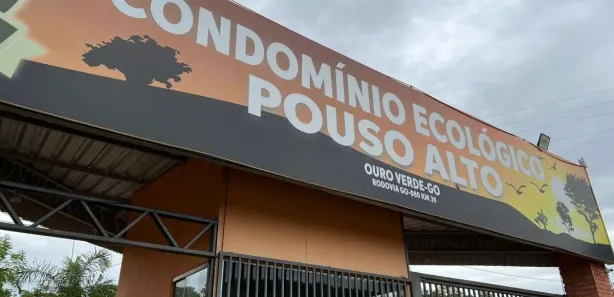 CONDOMÍNIO ECOLÓGICO
POUSO ALTO
OURO VERDE-GO
RODOVIA GO-080 KM 39